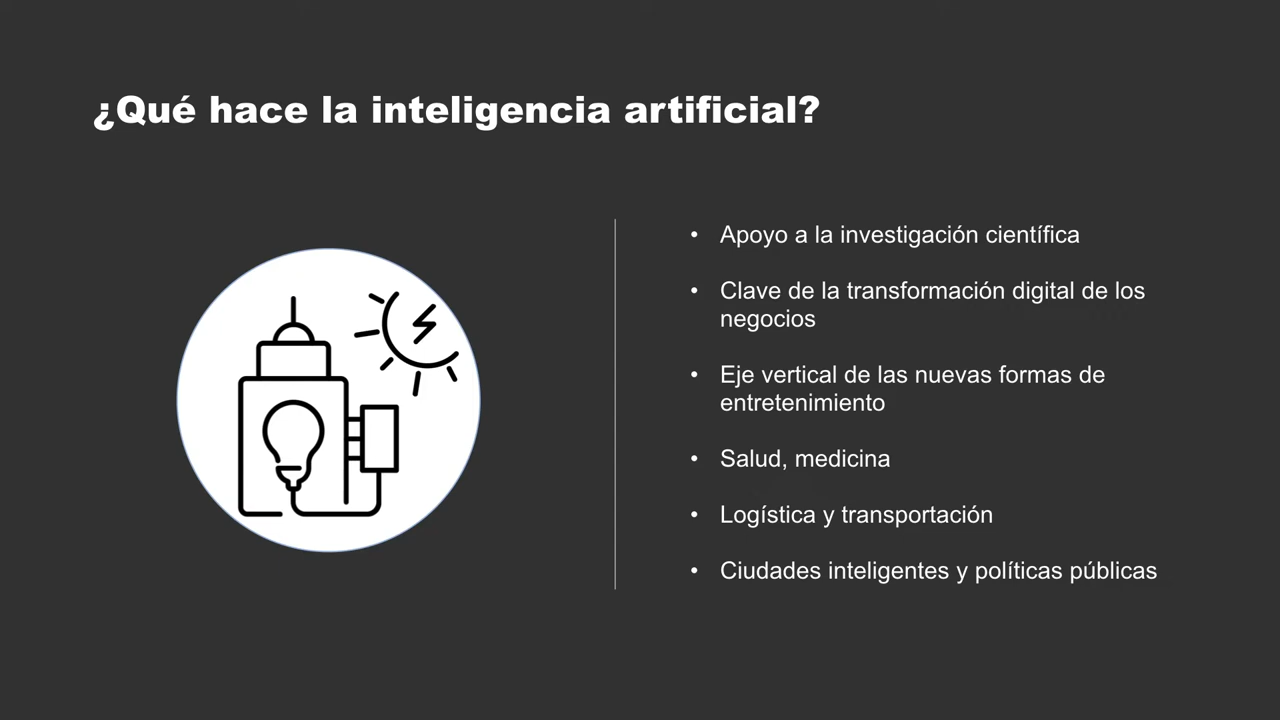 ¿Qué hace la inteligencia artificial?
• Apoyo a la investigación científica
• Clave de la transformación digital de los
negocios
• Eje vertical de las nuevas formas de
entretenimiento
• Salud, medicina
• Logística y transportación
• Ciudades inteligentes y políticas públicas